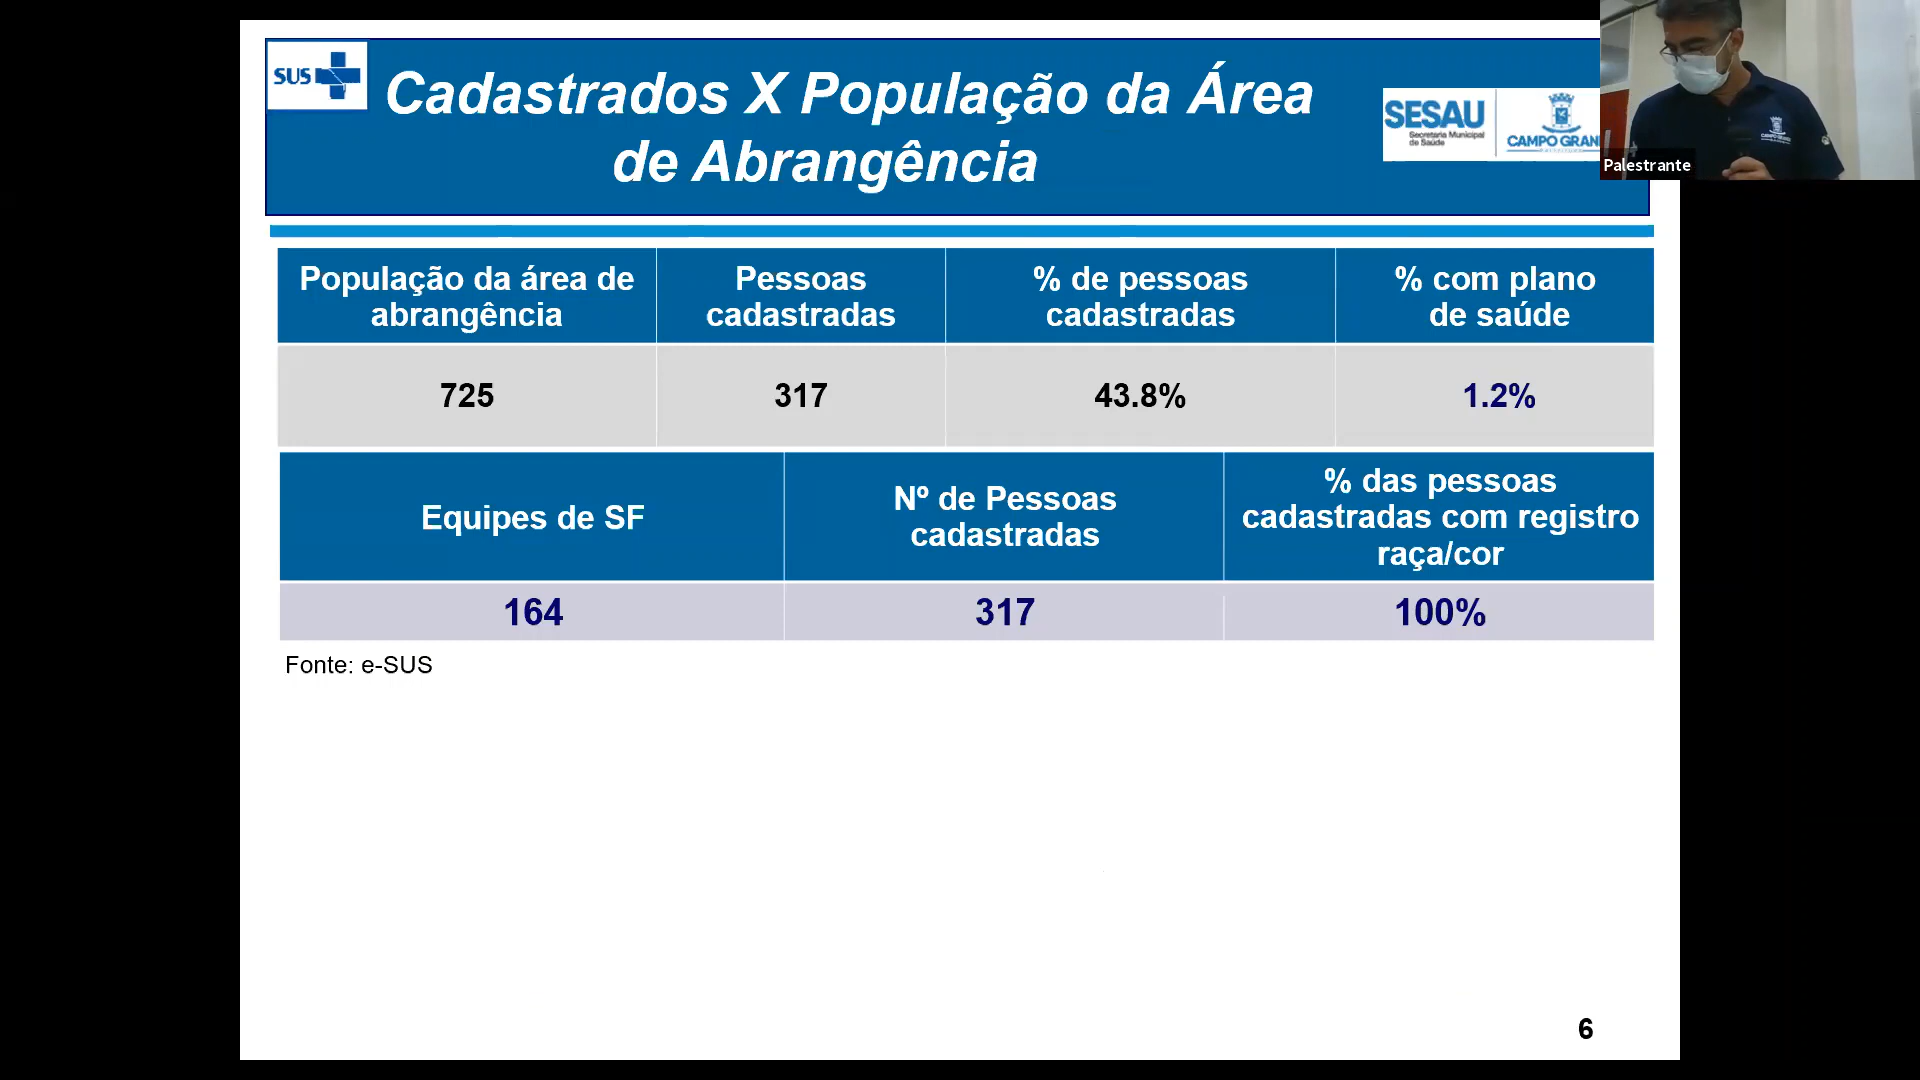 SUS
Cadastrados X População da Área
de Abrangência
SESAU
Secretaria Municipal
de Saúde
Palestrante
População da área de
abrangência
Pessoas
cadastradas
% de pessoas
cadastradas
% com plano
de saúde
725
317
43.8%
1.2%
Equipes de SF
Nº de Pessoas
cadastradas
% das pessoas
cadastradas com registro
raça/cor
164
317
100%
Fonte: e-SUS
6